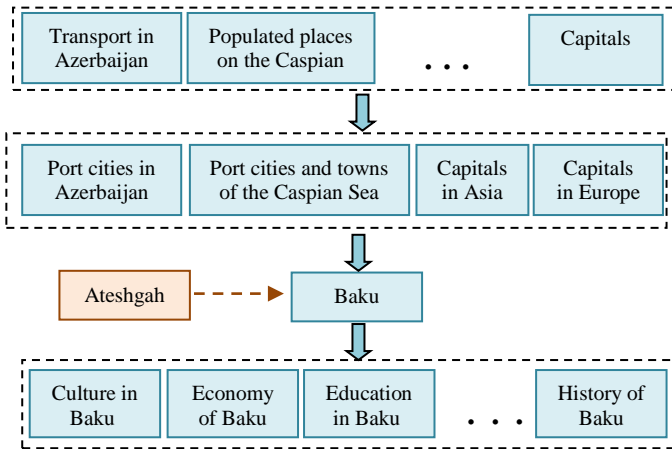 Transport in
Azerbaijan
Populated places
on the Caspian
. . .
Capitals
Port cities in
Azerbaijan
Port cities and towns
of the Caspian Sea
Capitals
in Asia
Capitals
in Europe
Ateshgah
Baku
Culture in
Baku
Economy
of Baku
Education
in Baku
. . .
History of
Baku